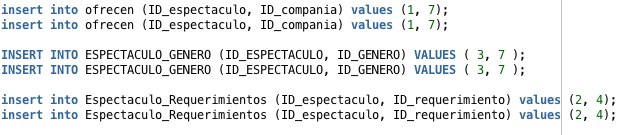 insert into ofrecen (ID_espectaculo, ID_compania) values (1, 7);
insert into ofrecen (ID_espectaculo, ID_compania) values (1, 7);
INSERT INTO ESPECTACULO_GENERO (ID_ESPECTACULO, ID_GENERO) VALUES ( 3, 7 );
INSERT INTO ESPECTACULO_GENERO (ID_ESPECTACULO, ID_GENERO) VALUES ( 3, 7 );
insert into Espectaculo_Requerimientos (ID_espectaculo, ID_requerimiento) values (2, 4);
insert into Espectaculo_Requerimientos (ID_espectaculo, ID_requerimiento) values (2, 4);